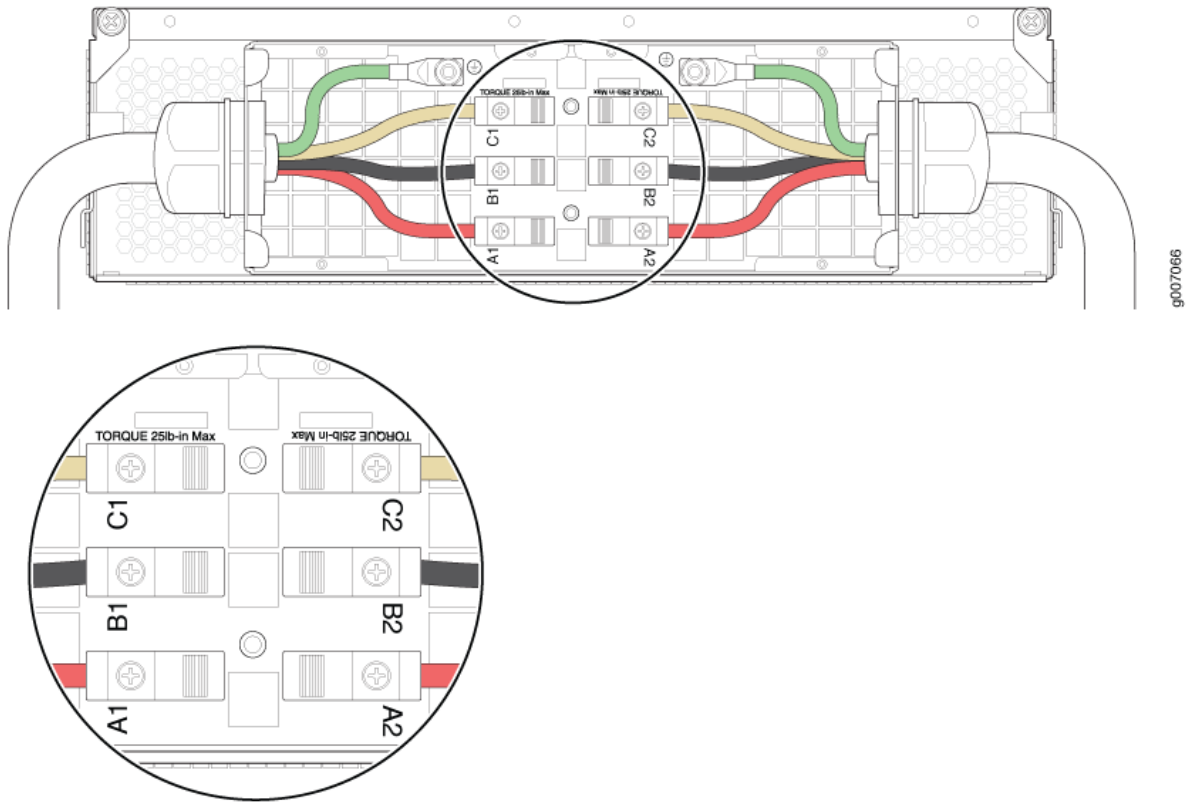 TORQUE 25lb-in Max
TORQUE 25lb-in Max
C1
C2
B1
B2
A1
A2
g007066
TORQUE 25lb-in Max
TORQUE 25lb-in Max
C1
C2
B1
B2
A1
A2